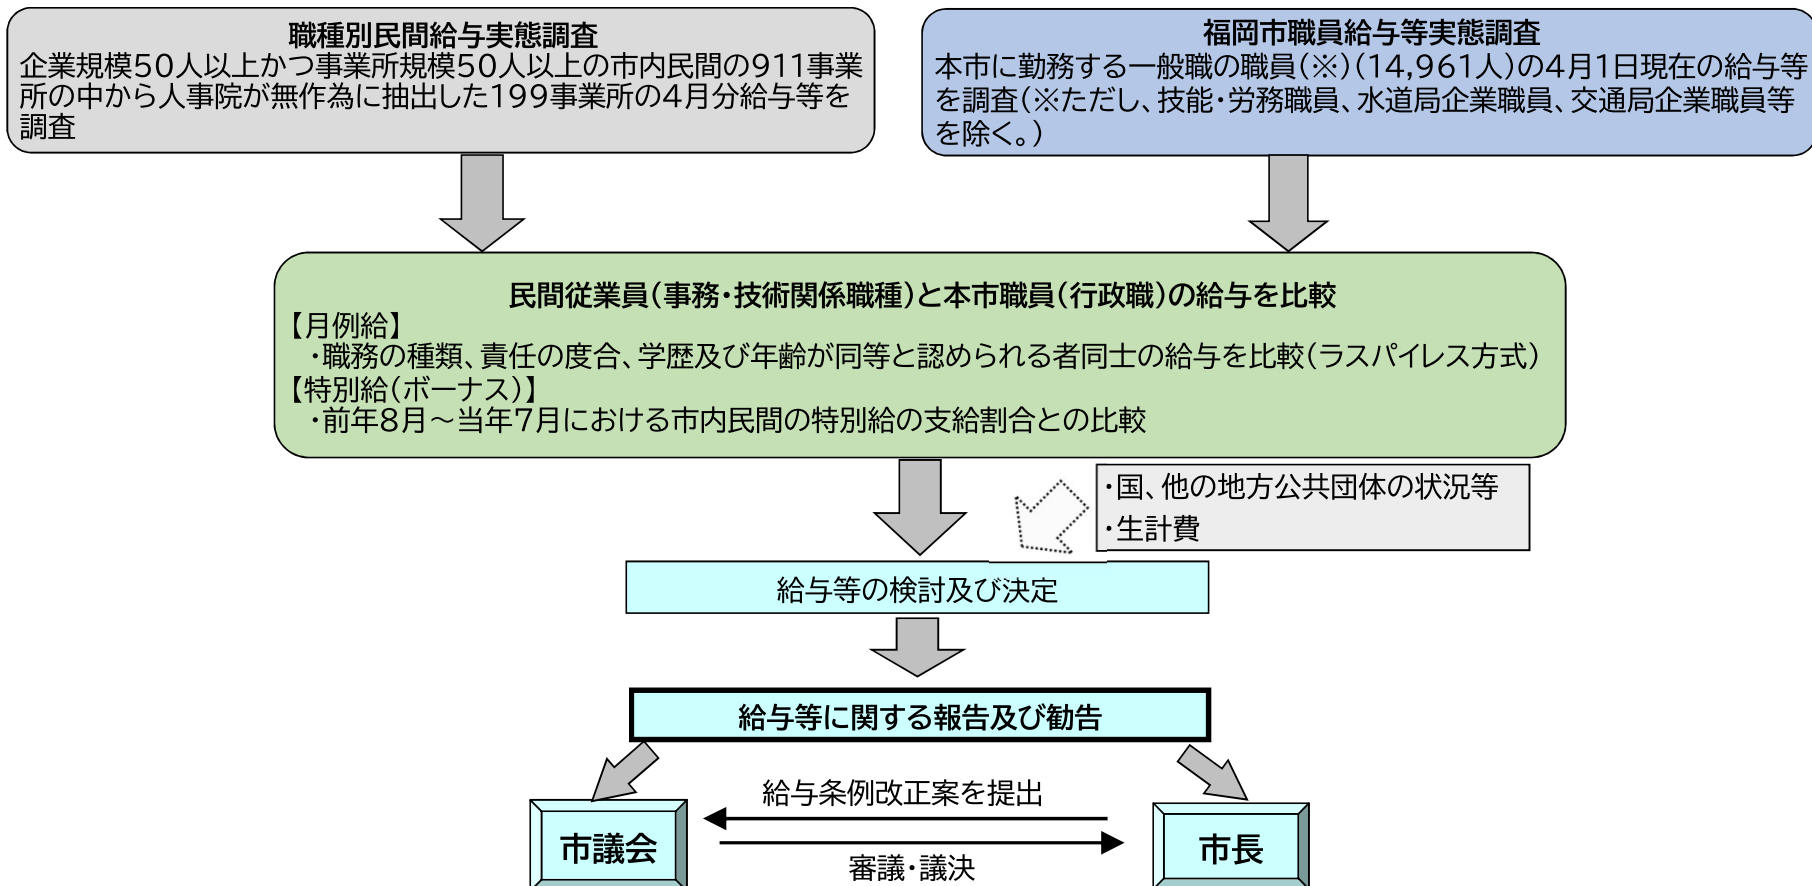 職種別民間給与実態調査
企業規模50人以上かつ事業所規模50人以上の市内民間の911事業
所の中から人事院が無作為に抽出した199事業所の4月分給与等を
調査
福岡市職員給与等実態調査
本市に勤務する一般職の職員(※)(14,961人)の4月1日現在の給与等
を調査(※ただし、技能・労務職員、水道局企業職員、交通局企業職員等
を除く。)
民間従業員(事務・技術関係職種)と本市職員(行政職)の給与を比較
【月例給】
・職務の種類、責任の度合、学歴及び年齢が同等と認められる者同士の給与を比較(ラスパイレス方式)
【特別給(ボーナス)】
・前年8月~当年7月における市内民間の特別給の支給割合との比較
・国、他の地方公共団体の状況等
・生計費
給与等の検討及び決定
給与等に関する報告及び勧告
給与条例改正案を提出
市議会
市長
審議・議決